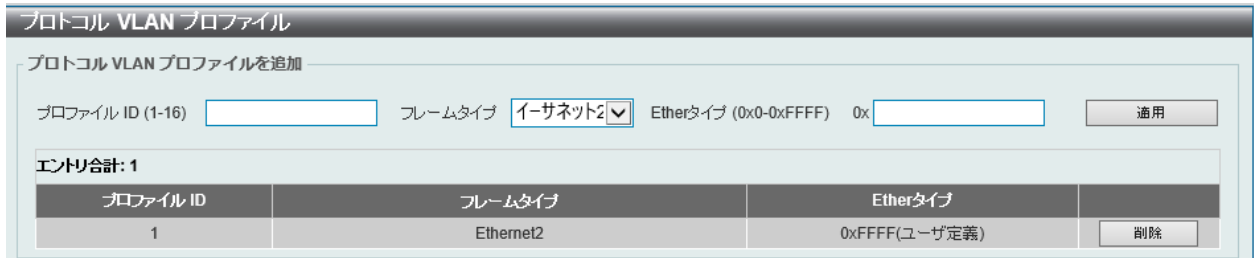 プロトコル VLAN プロファイル
プロトコル VLAN プロファイルを追加
プロファイル ID (1-16) フレームタイプ イーサネット2 Etherタイプ (0x0-0xFFFF) 0x 適用
エントリ合計: 1
プロファイル ID フレームタイプ Etherタイプ
1 Ethernet2 0xFFFF(ユーザ定義) 削除